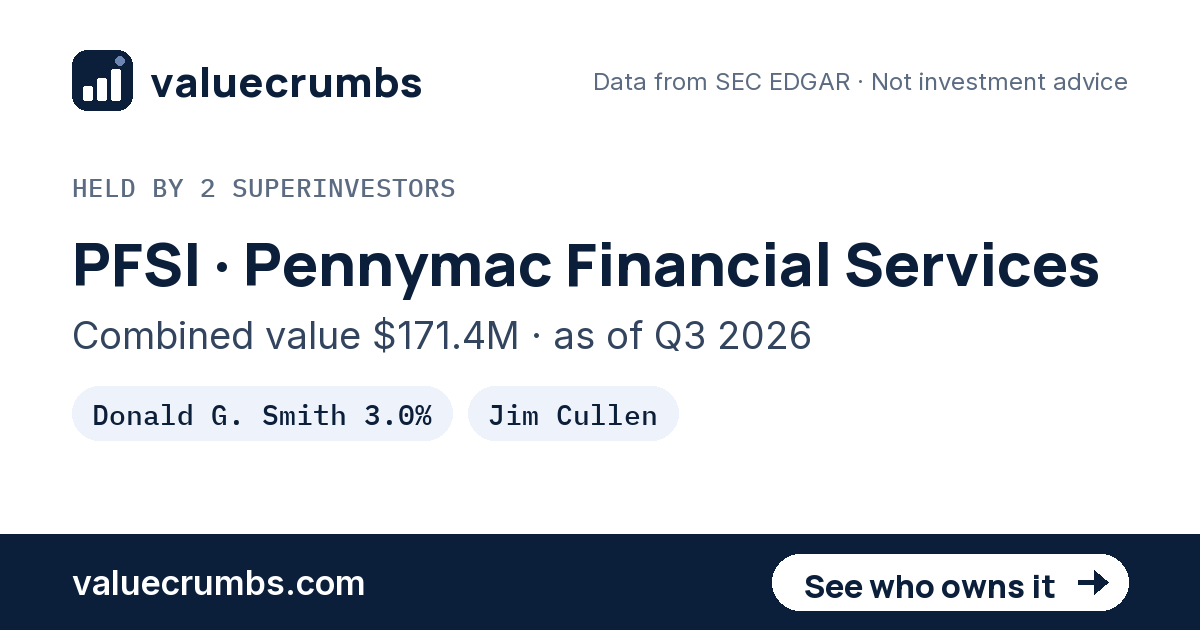 valuecrumbs
Data from SEC EDGAR · Not investment advice
HELD BY 2 SUPERINVESTORS
PFSI · Pennymac Financial Services
Combined value $171.4M · as of Q3 2026
Donald G. Smith 3.0%
Jim Cullen
valuecrumbs.com
See who owns it →